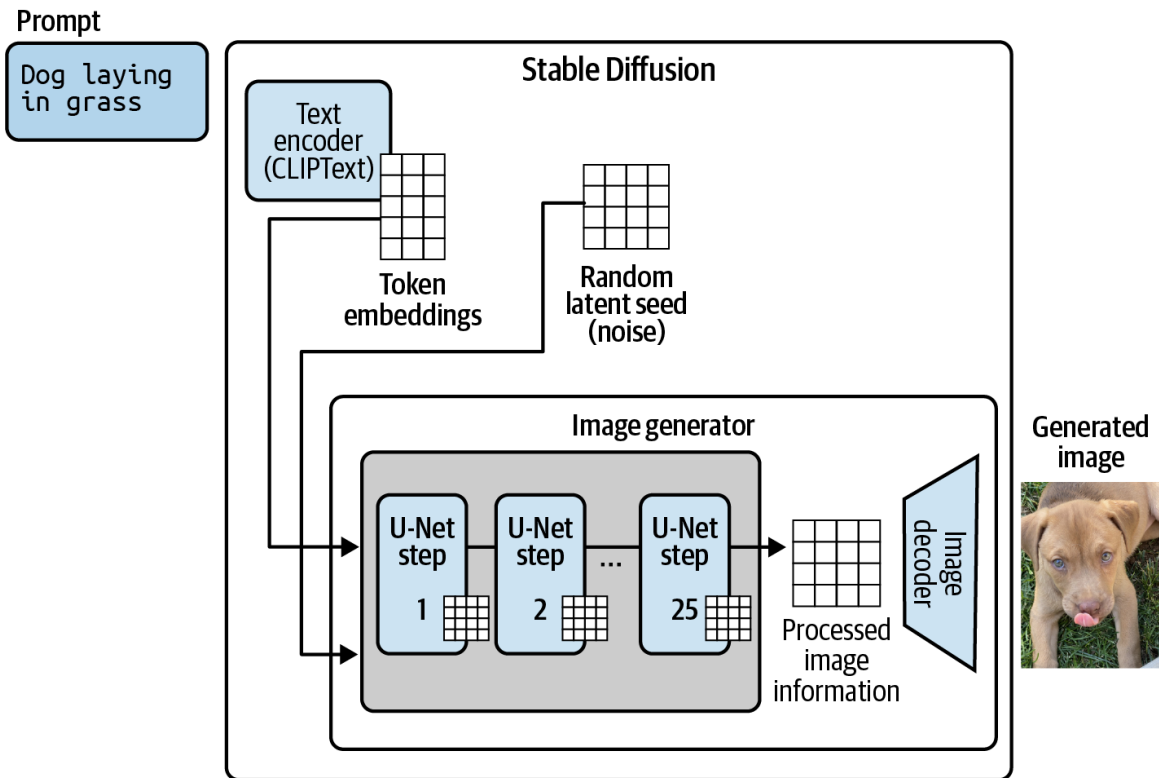 Prompt
Dog laying
in grass
Stable Diffusion
Text
encoder
(CLIPText)
Token
embeddings
Random
latent seed
(noise)
Image generator
U-Net
step
1
U-Net
step
2
...
U-Net
step
25
Processed
image
information
Image
decoder
Generated
image